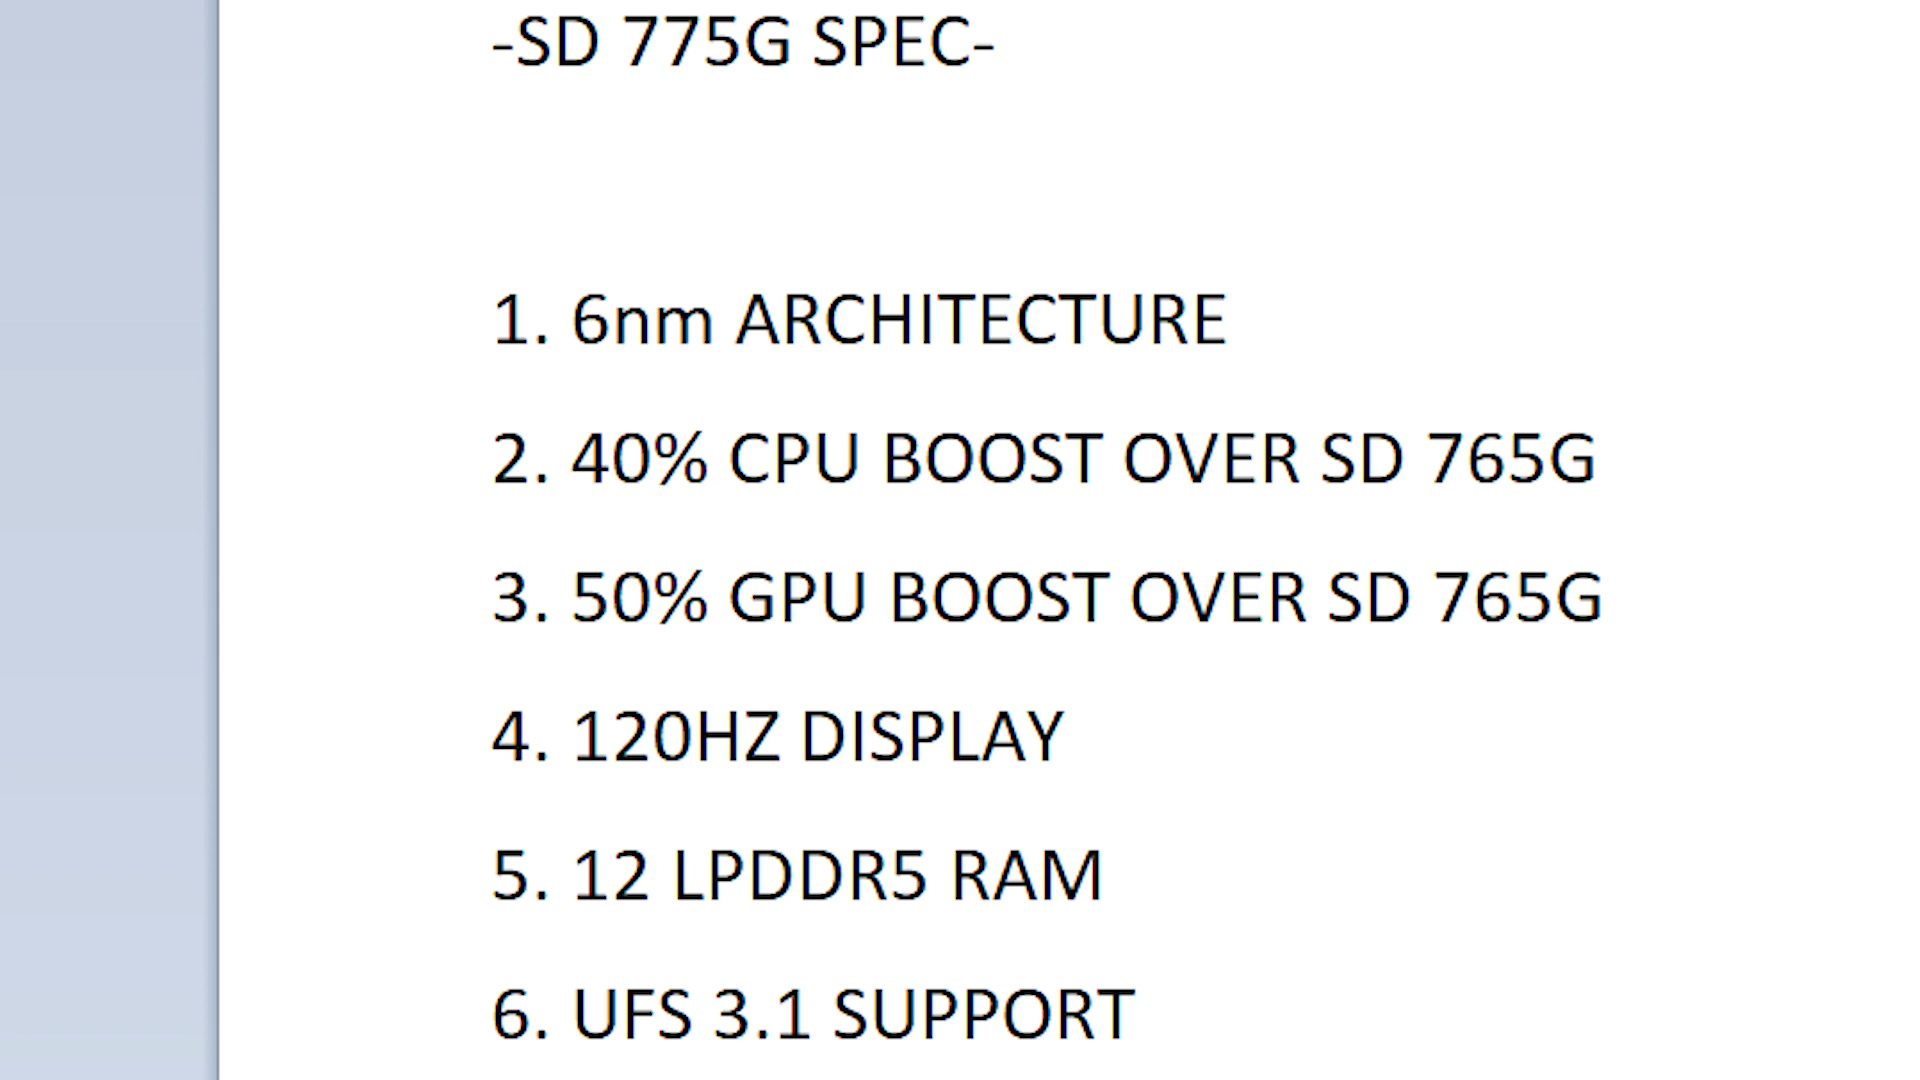 -SD 775G SPEC-
1. 6nm ARCHITECTURE
2. 40% CPU BOOST OVER SD 765G
3. 50% GPU BOOST OVER SD 765G
4. 120HZ DISPLAY
5. 12 LPDDR5 RAM
6. UFS 3.1 SUPPORT